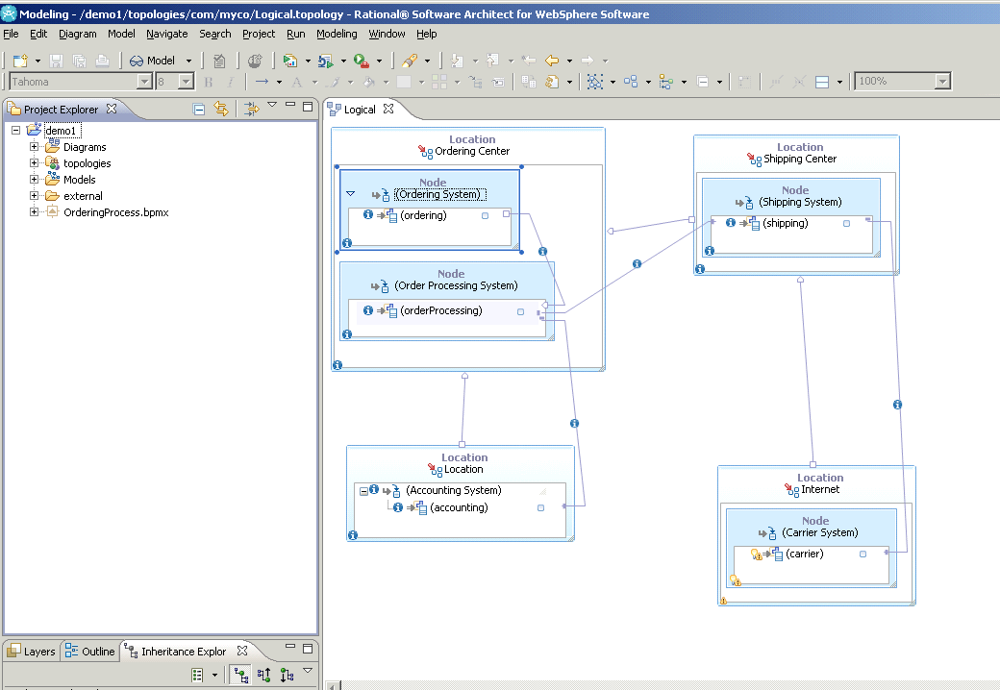 Modeling - /demo1/topologies/com/myco/Logical.topology - Rational® Software Architect for WebSphere Software
File Edit Diagram Model Navigate Search Project Run Modeling Window Help
Model
Tahoma 8 B I A 100%
Project Explorer
demo1
Diagrams
topologies
Models
external
OrderingProcess.bpmx
Layers Outline Inheritance Explor
Logical
Location
Ordering Center
Node
(Ordering System)
(ordering)
Node
(Order Processing System)
(orderProcessing)
Location
Shipping Center
Node
(Shipping System)
(shipping)
Location
Location
(Accounting System)
(accounting)
Location
Internet
Node
(Carrier System)
(carrier)